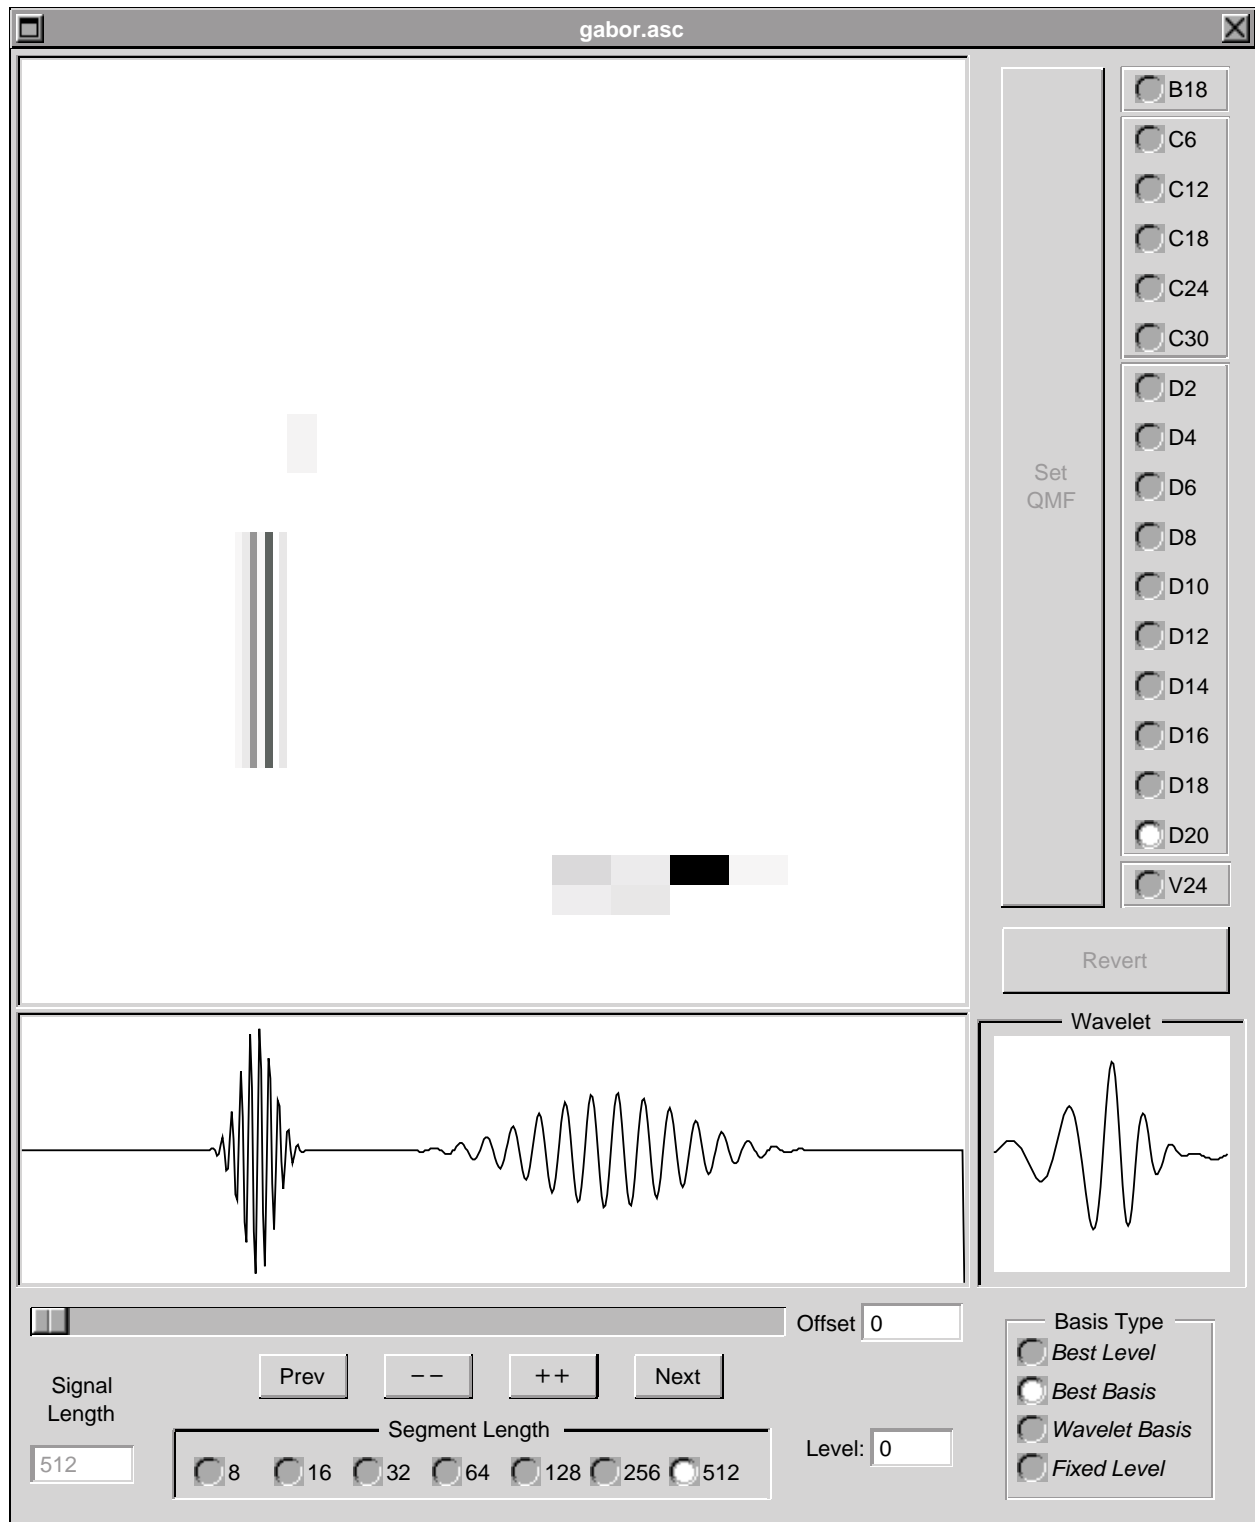 gabor.asc
Set
QMF
B18
C6
C12
C18
C24
C30
D2
D4
D6
D8
D10
D12
D14
D16
D18
D20
V24
Revert
Wavelet
Offset 0
Prev -- ++ Next
Signal
Length
512
Segment Length
8 16 32 64 128 256 512
Level: 0
Basis Type
Best Level
Best Basis
Wavelet Basis
Fixed Level